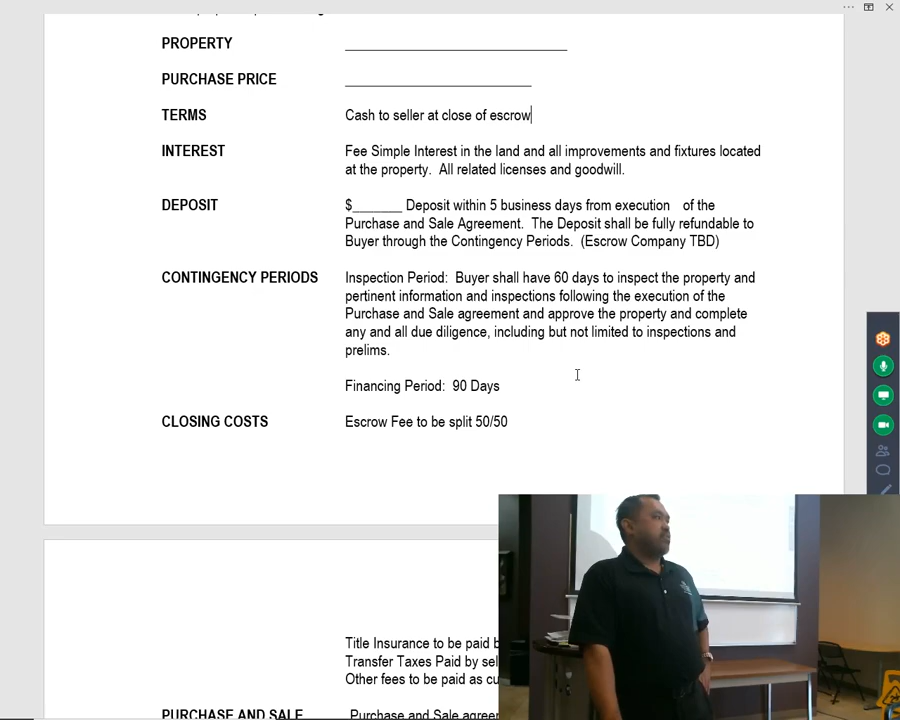 PROPERTY
PURCHASE PRICE
TERMS Cash to seller at close of escrow
INTEREST Fee Simple Interest in the land and all improvements and fixtures located
at the property. All related licenses and goodwill.
DEPOSIT $_______ Deposit within 5 business days from execution of the
Purchase and Sale Agreement. The Deposit shall be fully refundable to
Buyer through the Contingency Periods. (Escrow Company TBD)
CONTINGENCY PERIODS Inspection Period: Buyer shall have 60 days to inspect the property and
pertinent information and inspections following the execution of the
Purchase and Sale agreement and approve the property and complete
any and all due diligence, including but not limited to inspections and
prelims.
Financing Period: 90 Days
CLOSING COSTS Escrow Fee to be split 50/50
Title Insurance to be paid
Transfer Taxes Paid by
Other fees to be paid as
PURCHASE AND SALE Purchase and Sale